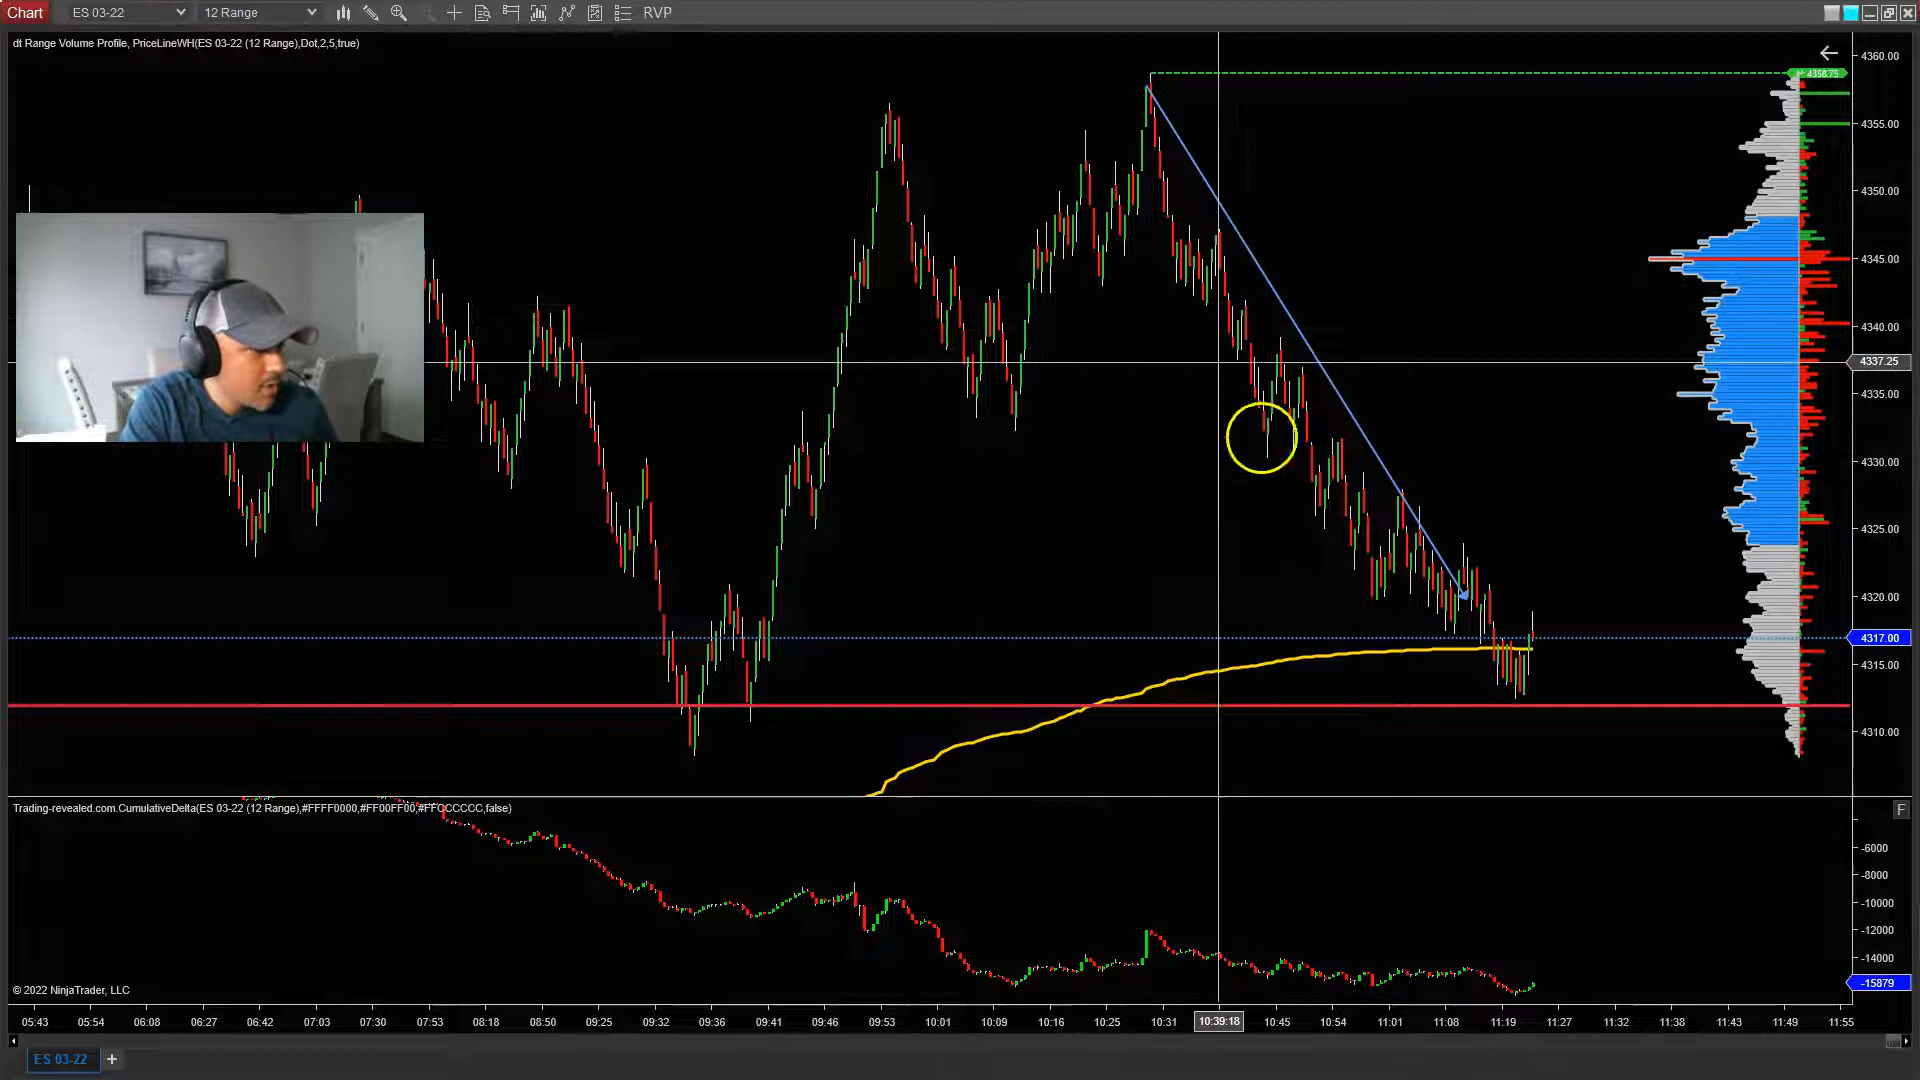 Chart ES 03-22 12 Range RVP
dt Range Volume Profile, PriceLineWH(ES 03-22 (12 Range),Dot,2,5,true)
4360.00
4358.75
4355.00
4350.00
4345.00
4340.00
4337.25
4335.00
4330.00
4325.00
4320.00
4317.00
4315.00
4310.00
Trading-revealed.com.CumulativeDelta(ES 03-22 (12 Range),#FFFF0000,#FF00FF00,#FFCCCCCC,false)
F
-6000
-8000
-10000
-12000
-14000
-15879
© 2022 NinjaTrader, LLC
05:43 05:54 06:08 06:27 06:42 07:03 07:30 07:53 08:18 08:50 09:25 09:32 09:36 09:41 09:46 09:53 10:01 10:09 10:16 10:25 10:31 10:39:18 10:45 10:54 11:01 11:08 11:19 11:27 11:32 11:38 11:43 11:49 11:55
ES 03-22 +